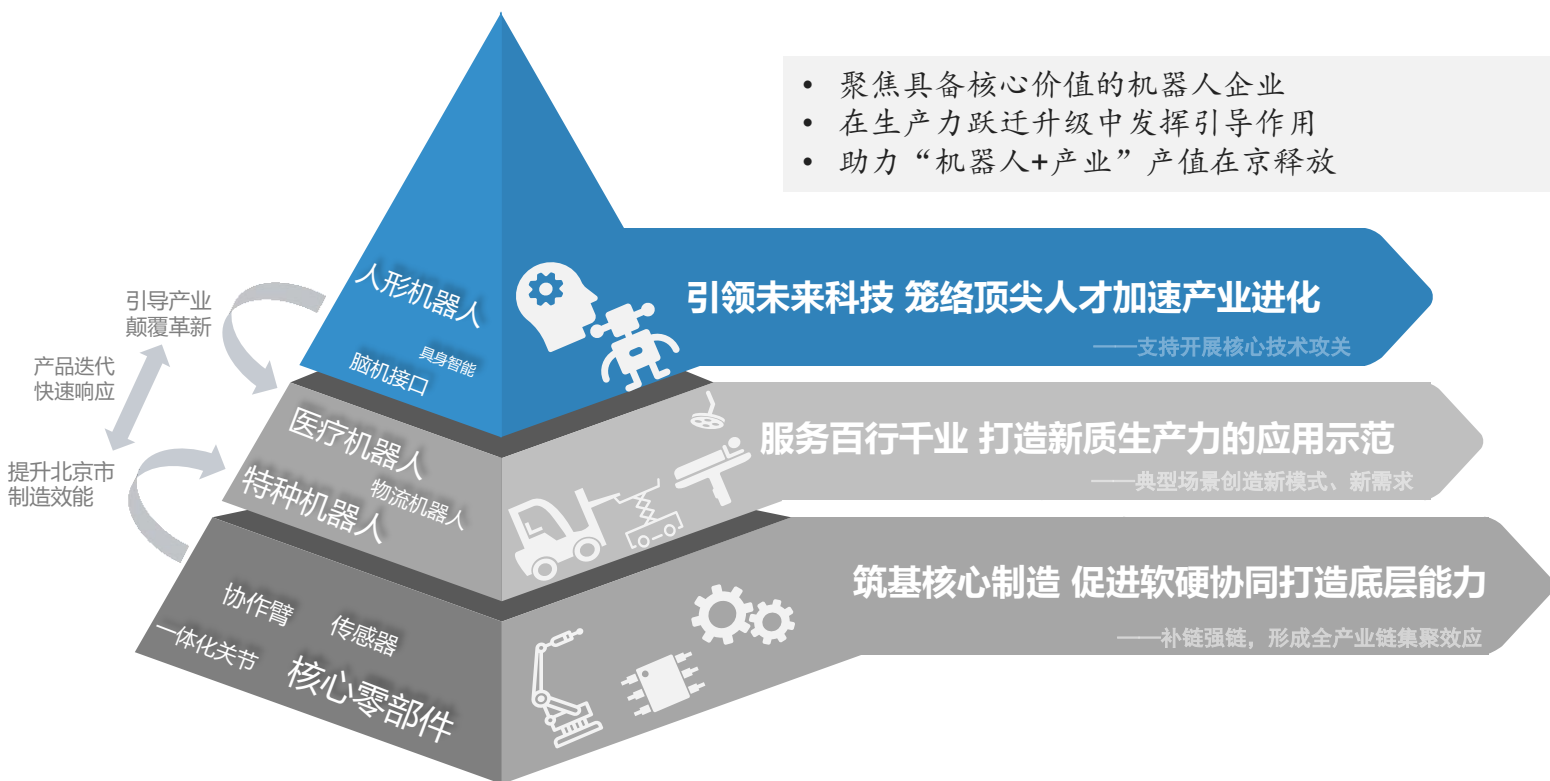 • 聚焦具备核心价值的机器人企业
• 在生产力跃迁升级中发挥引导作用
• 助力“机器人+产业”产值在京释放
人形机器人
具身智能
脑机接口
引领未来科技 笼络顶尖人才加速产业进化
——支持开展核心技术攻关
引导产业
颠覆革新
产品迭代
快速响应
提升北京市
制造效能
医疗机器人
物流机器人
特种机器人
服务百行千业 打造新质生产力的应用示范
——典型场景创造新模式、新需求
协作臂
传感器
一体化关节
核心零部件
筑基核心制造 促进软硬协同打造底层能力
——补链强链，形成全产业链集聚效应